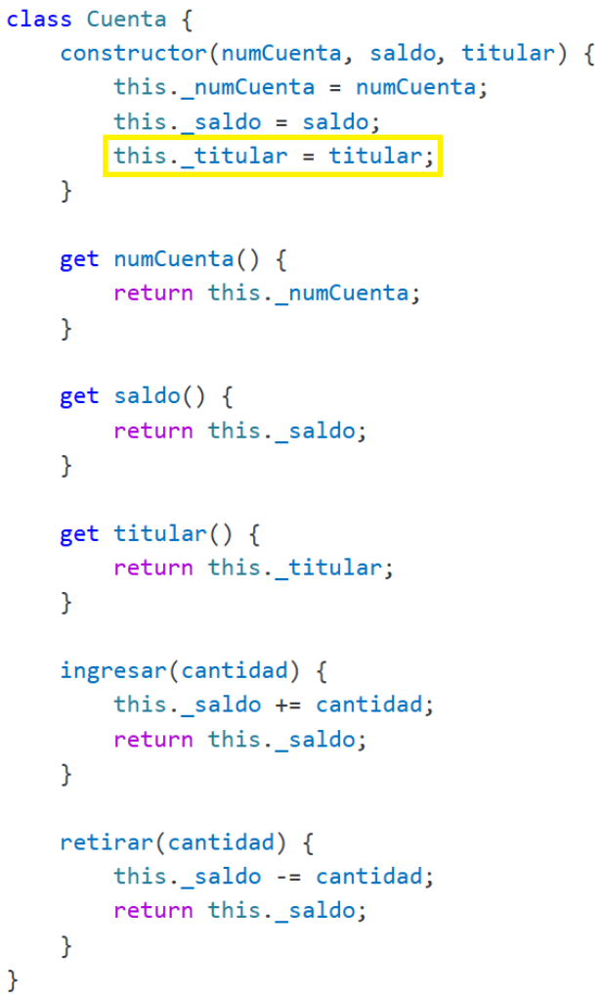 class Cuenta {
    constructor(numCuenta, saldo, titular) {
        this._numCuenta = numCuenta;
        this._saldo = saldo;
        this._titular = titular;
    }

    get numCuenta() {
        return this._numCuenta;
    }

    get saldo() {
        return this._saldo;
    }

    get titular() {
        return this._titular;
    }

    ingresar(cantidad) {
        this._saldo += cantidad;
        return this._saldo;
    }

    retirar(cantidad) {
        this._saldo -= cantidad;
        return this._saldo;
    }
}